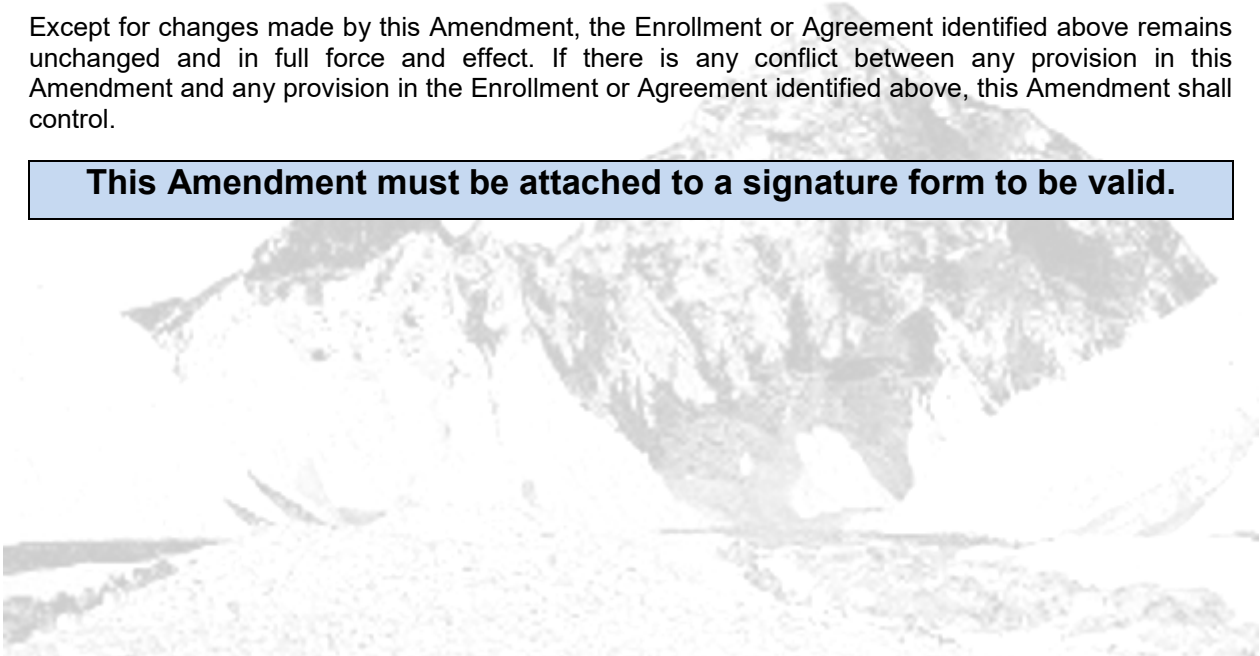 Except for changes made by this Amendment, the Enrollment or Agreement identified above remains
unchanged and in full force and effect. If there is any conflict between any provision in this
Amendment and any provision in the Enrollment or Agreement identified above, this Amendment shall
control.
This Amendment must be attached to a signature form to be valid.